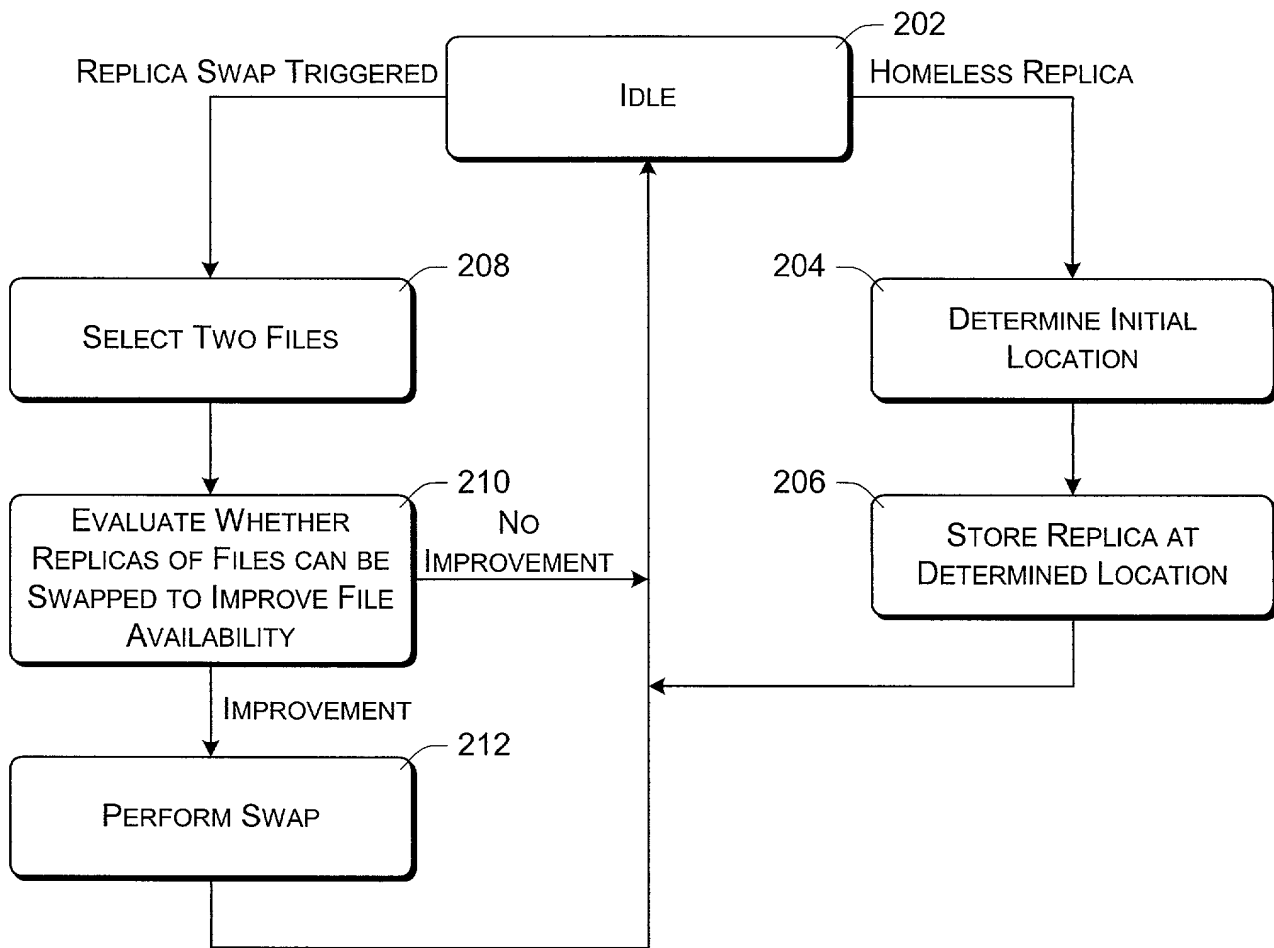 202
REPLICA SWAP TRIGGERED
IDLE
HOMELESS REPLICA
208
SELECT TWO FILES
204
DETERMINE INITIAL
LOCATION
210
EVALUATE WHETHER
REPLICAS OF FILES CAN BE
SWAPPED TO IMPROVE FILE
AVAILABILITY
NO
IMPROVEMENT
206
STORE REPLICA AT
DETERMINED LOCATION
IMPROVEMENT
212
PERFORM SWAP